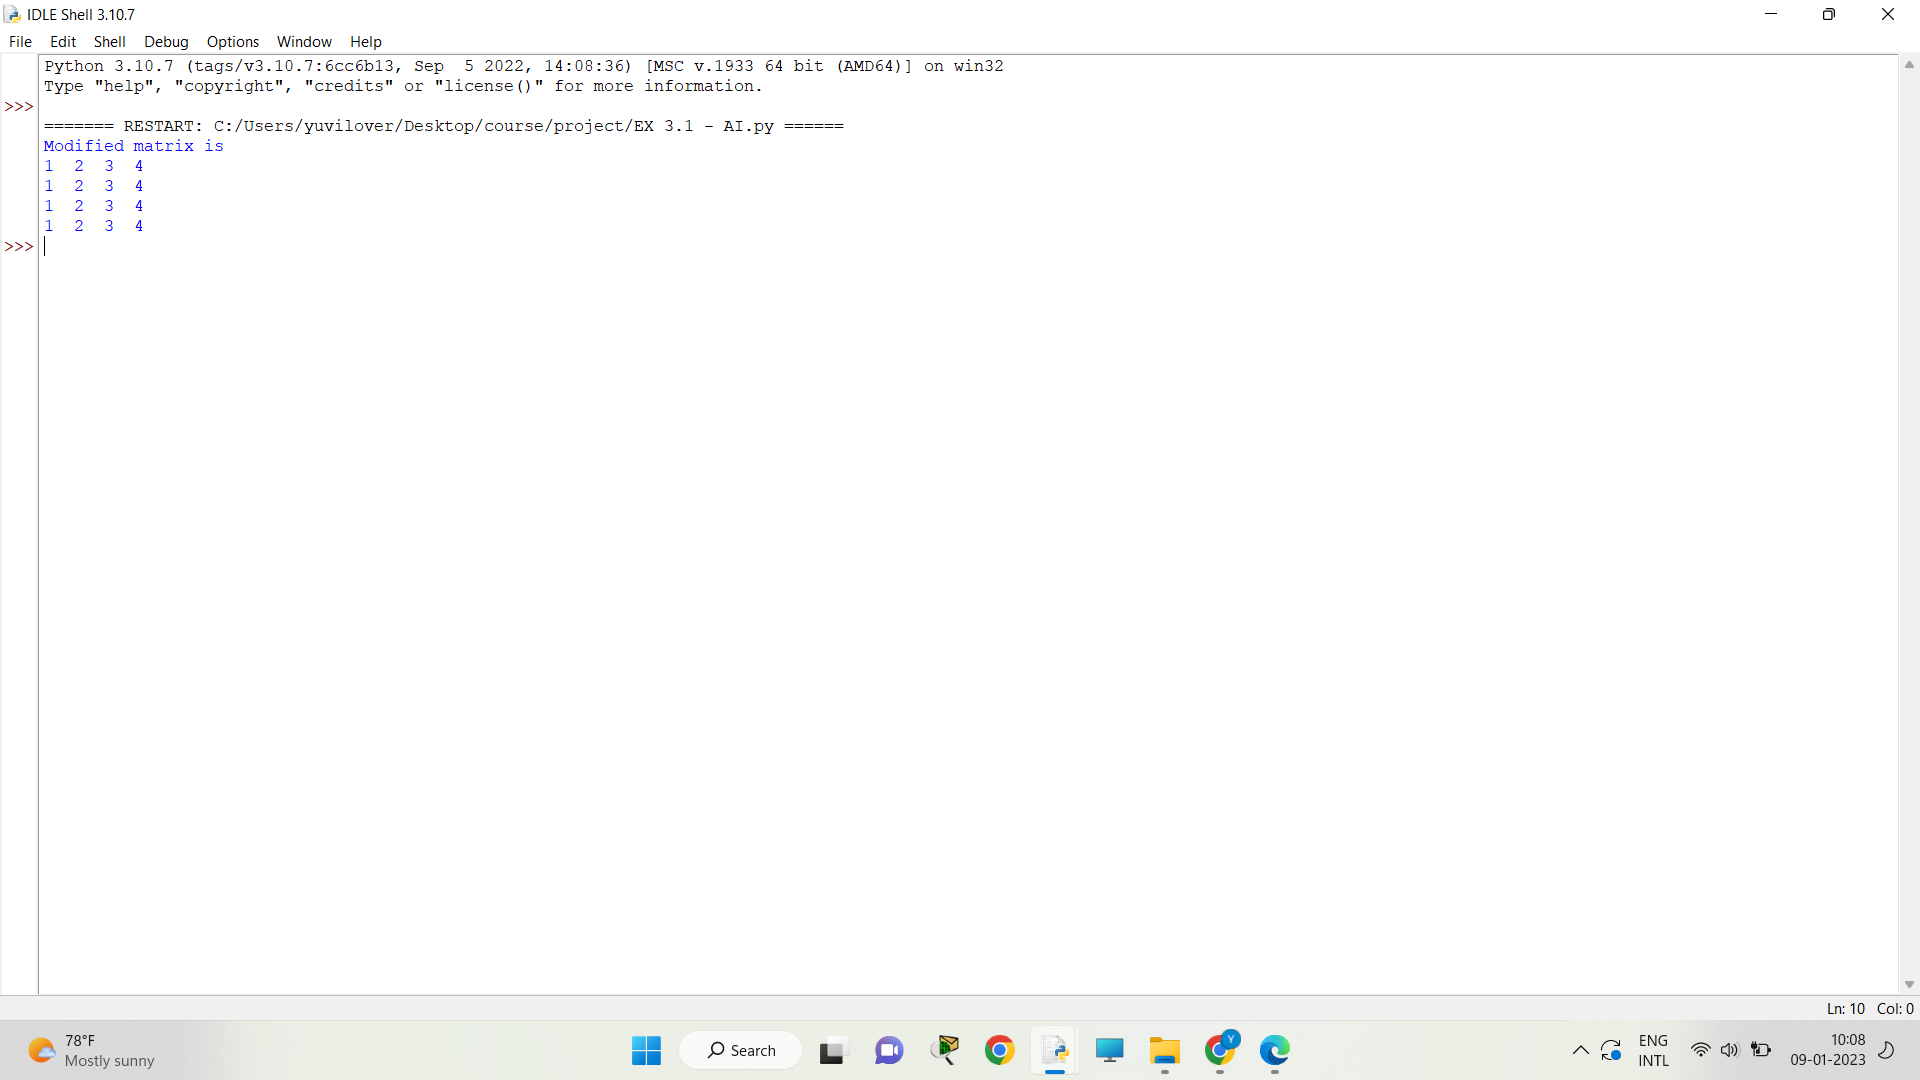 IDLE Shell 3.10.7
File Edit Shell Debug Options Window Help
Python 3.10.7 (tags/v3.10.7:6cc6b13, Sep  5 2022, 14:08:36) [MSC v.1933 64 bit (AMD64)] on win32
Type "help", "copyright", "credits" or "license()" for more information.
>>>
======= RESTART: C:/Users/yuvilover/Desktop/course/project/EX 3.1 - AI.py ======
Modified matrix is
1  2  3  4
1  2  3  4
1  2  3  4
1  2  3  4
>>>
Ln: 10 Col: 0
78°F
Mostly sunny
Search
Y
ENG
INTL
10:08
09-01-2023